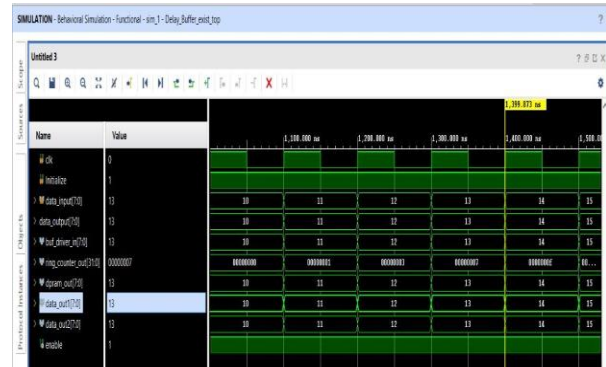 SIMULATION - Behavioral Simulation - Functional - sim_1 - Delay_Buffer_exist_top ?
Untitled 3
Scope
Sources
Objects
Protocol Instances
1,399.073 ns
Name Value
1,100.000 ns 1,200.000 ns 1,300.000 ns 1,400.000 ns 1,500.0
clk 0
Initialize 1
data_input[7:0] 13 10 11 12 13 14 15
data_output[7:0] 13 10 11 12 13 14 15
buf_driver_in[7:0] 13 10 11 12 13 14 15
ring_counter_out[31:0] 00000007 00000000 00000001 00000003 00000007 0000000E 00...
dpram_out[7:0] 13 10 11 12 13 14 15
data_out1[7:0] 13 10 11 12 13 14 15
data_out2[7:0] 13 10 11 12 13 14 15
enable 1